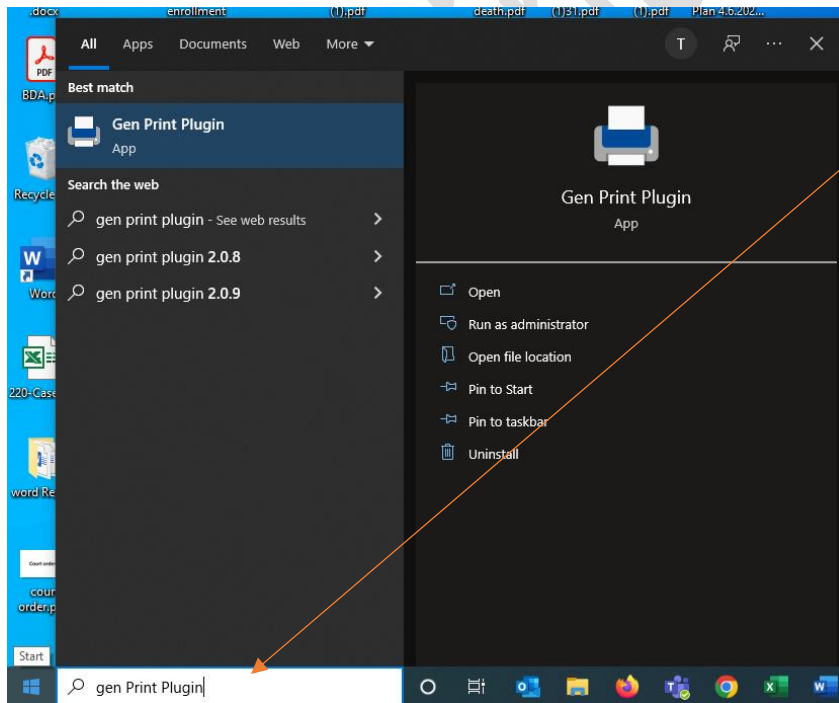 .docx enrollment (1).pdf death.pdf (1)31.pdf (1).pdf Plan 4.6.202...
All Apps Documents Web More T
PDF
BDA.p
Best match
Gen Print Plugin
App
Recycle
Search the web
gen print plugin - See web results
gen print plugin 2.0.8
gen print plugin 2.0.9
Gen Print Plugin
App
Open
Run as administrator
Open file location
Pin to Start
Pin to taskbar
Uninstall
W
Word
220-Case
word Re
Court order
cour
order.p
Start
gen Print Plugin